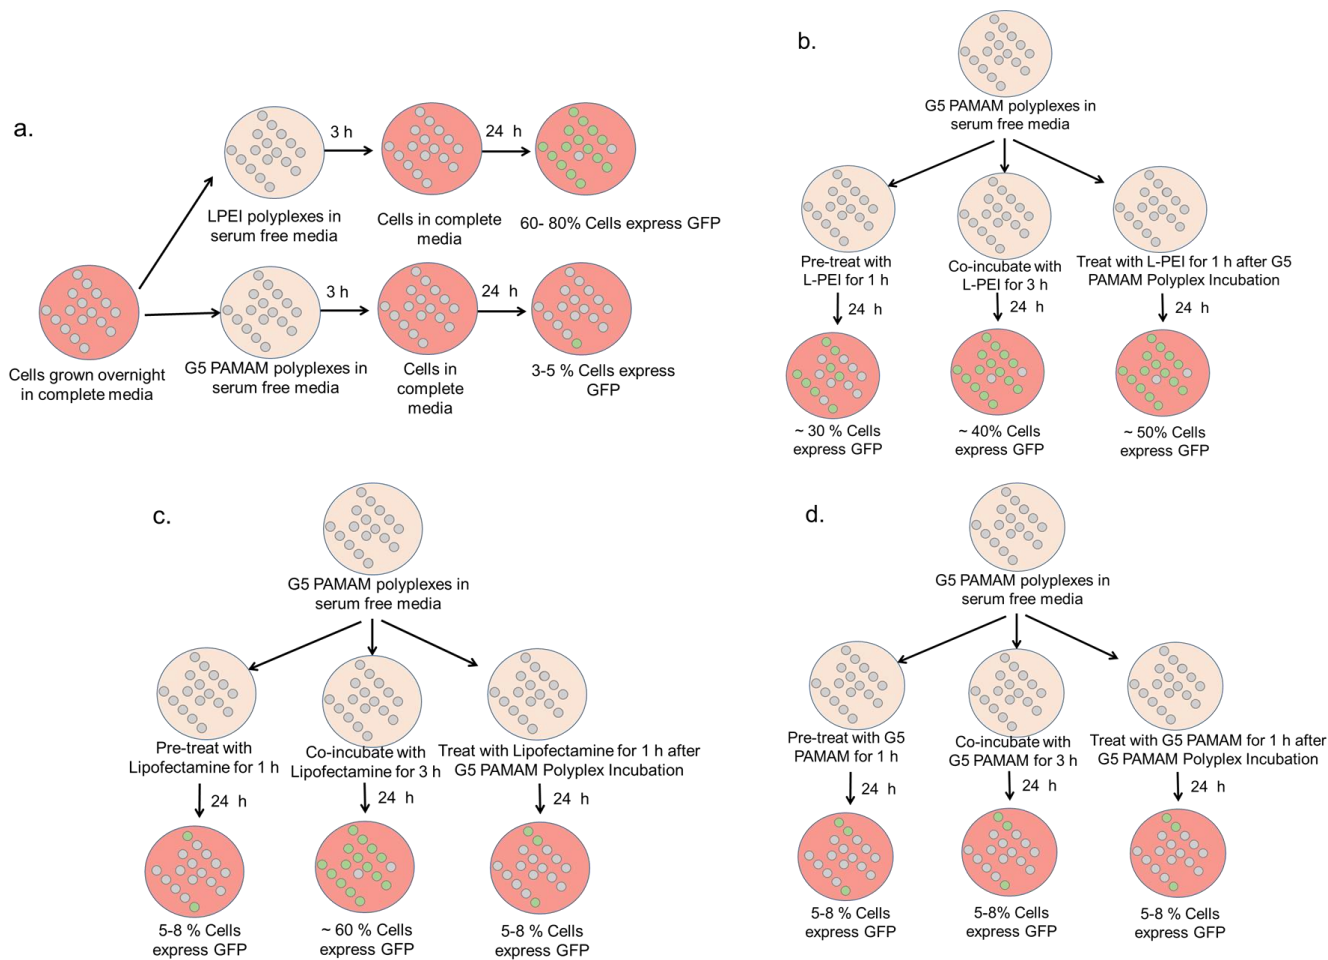 a.
3 h
24 h
LPEI polyplexes in
serum free media
Cells in complete
media
60- 80% Cells express GFP
3 h
24 h
Cells grown overnight
in complete media
G5 PAMAM polyplexes in
serum free media
Cells in
complete
media
3-5 % Cells express
GFP
b.
G5 PAMAM polyplexes in
serum free media
Pre-treat with
L-PEI for 1 h
Co-incubate with
L-PEI for 3 h
Treat with L-PEI for 1 h after G5
PAMAM Polyplex Incubation
24 h
24 h
24 h
~ 30 % Cells
express GFP
~ 40% Cells
express GFP
~ 50% Cells
express GFP
c.
G5 PAMAM polyplexes in
serum free media
Pre-treat with
Lipofectamine for 1 h
Co-incubate with
Lipofectamine for 3 h
Treat with Lipofectamine for 1 h after
G5 PAMAM Polyplex Incubation
24 h
24 h
24 h
5-8 % Cells
express GFP
~ 60 % Cells
express GFP
5-8 % Cells
express GFP
d.
G5 PAMAM polyplexes in
serum free media
Pre-treat with G5
PAMAM for 1 h
Co-incubate with
G5 PAMAM for 3 h
Treat with G5 PAMAM for 1 h after
G5 PAMAM Polyplex Incubation
24 h
24 h
24 h
5-8 % Cells
express GFP
5-8% Cells
express GFP
5-8 % Cells
express GFP